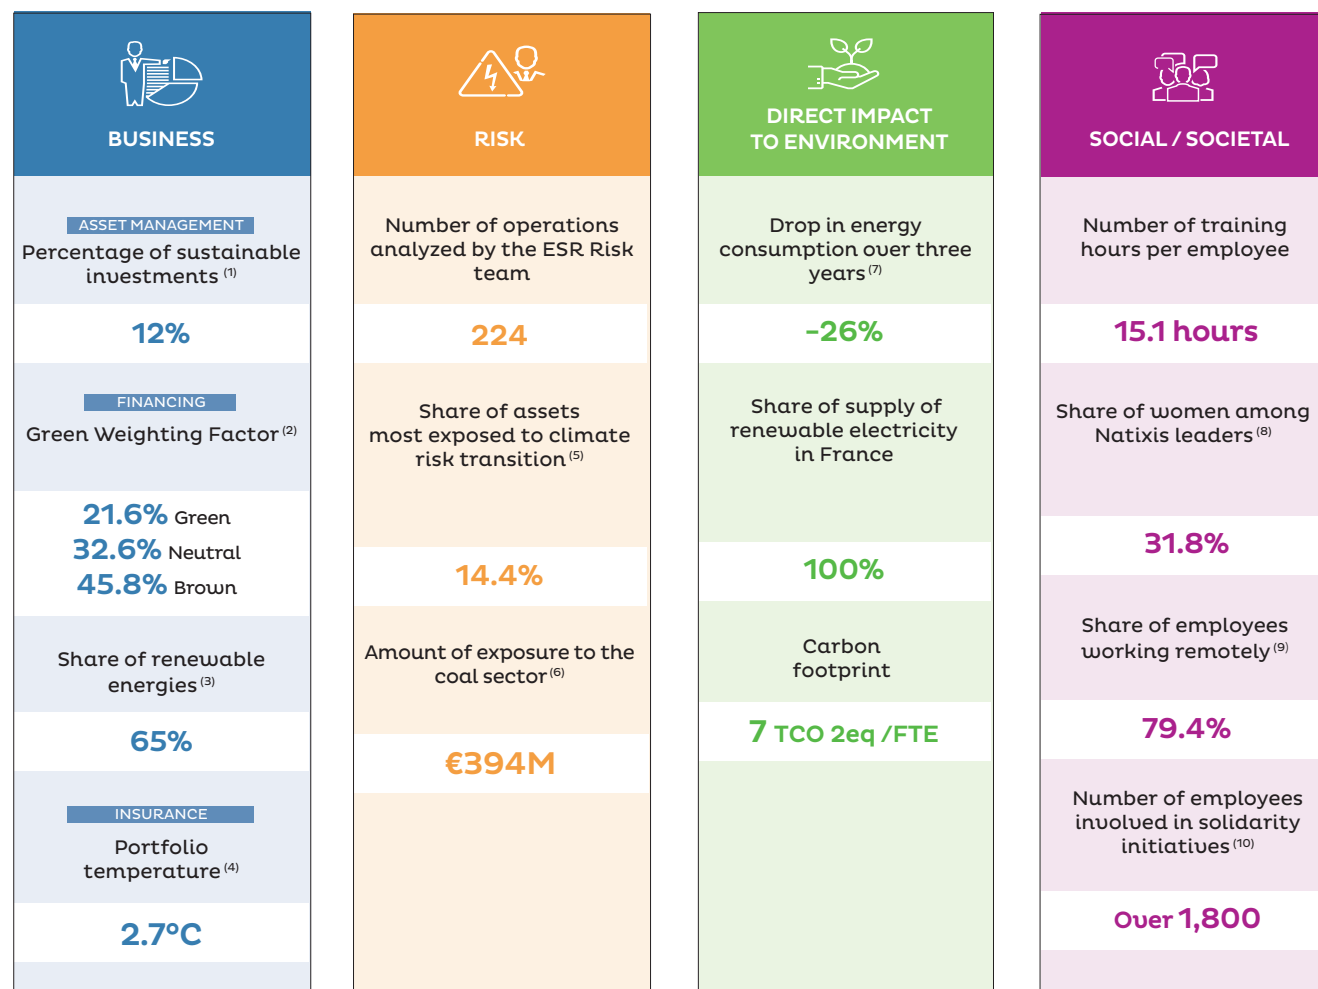 BUSINESS
ASSET MANAGEMENT
Percentage of sustainable
investments (1)
12%
FINANCING
Green Weighting Factor (2)
21.6% Green
32.6% Neutral
45.8% Brown
Share of renewable
energies (3)
65%
INSURANCE
Portfolio
temperature (4)
2.7°C
RISK
Number of operations
analyzed by the ESR Risk
team
224
Share of assets
most exposed to climate
risk transition (5)
14.4%
Amount of exposure to the
coal sector (6)
€394M
DIRECT IMPACT
TO ENVIRONMENT
Drop in energy
consumption over three
years (7)
-26%
Share of supply of
renewable electricity
in France
100%
Carbon
footprint
7 TCO 2eq /FTE
SOCIAL / SOCIETAL
Number of training
hours per employee
15.1 hours
Share of women among
Natixis leaders (8)
31.8%
Share of employees
working remotely (9)
79.4%
Number of employees
involved in solidarity
initiatives (10)
Over 1,800